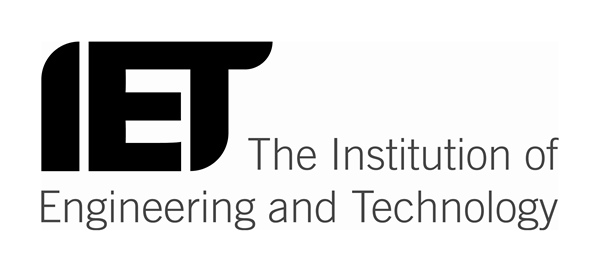 IET The Institution of
Engineering and Technology